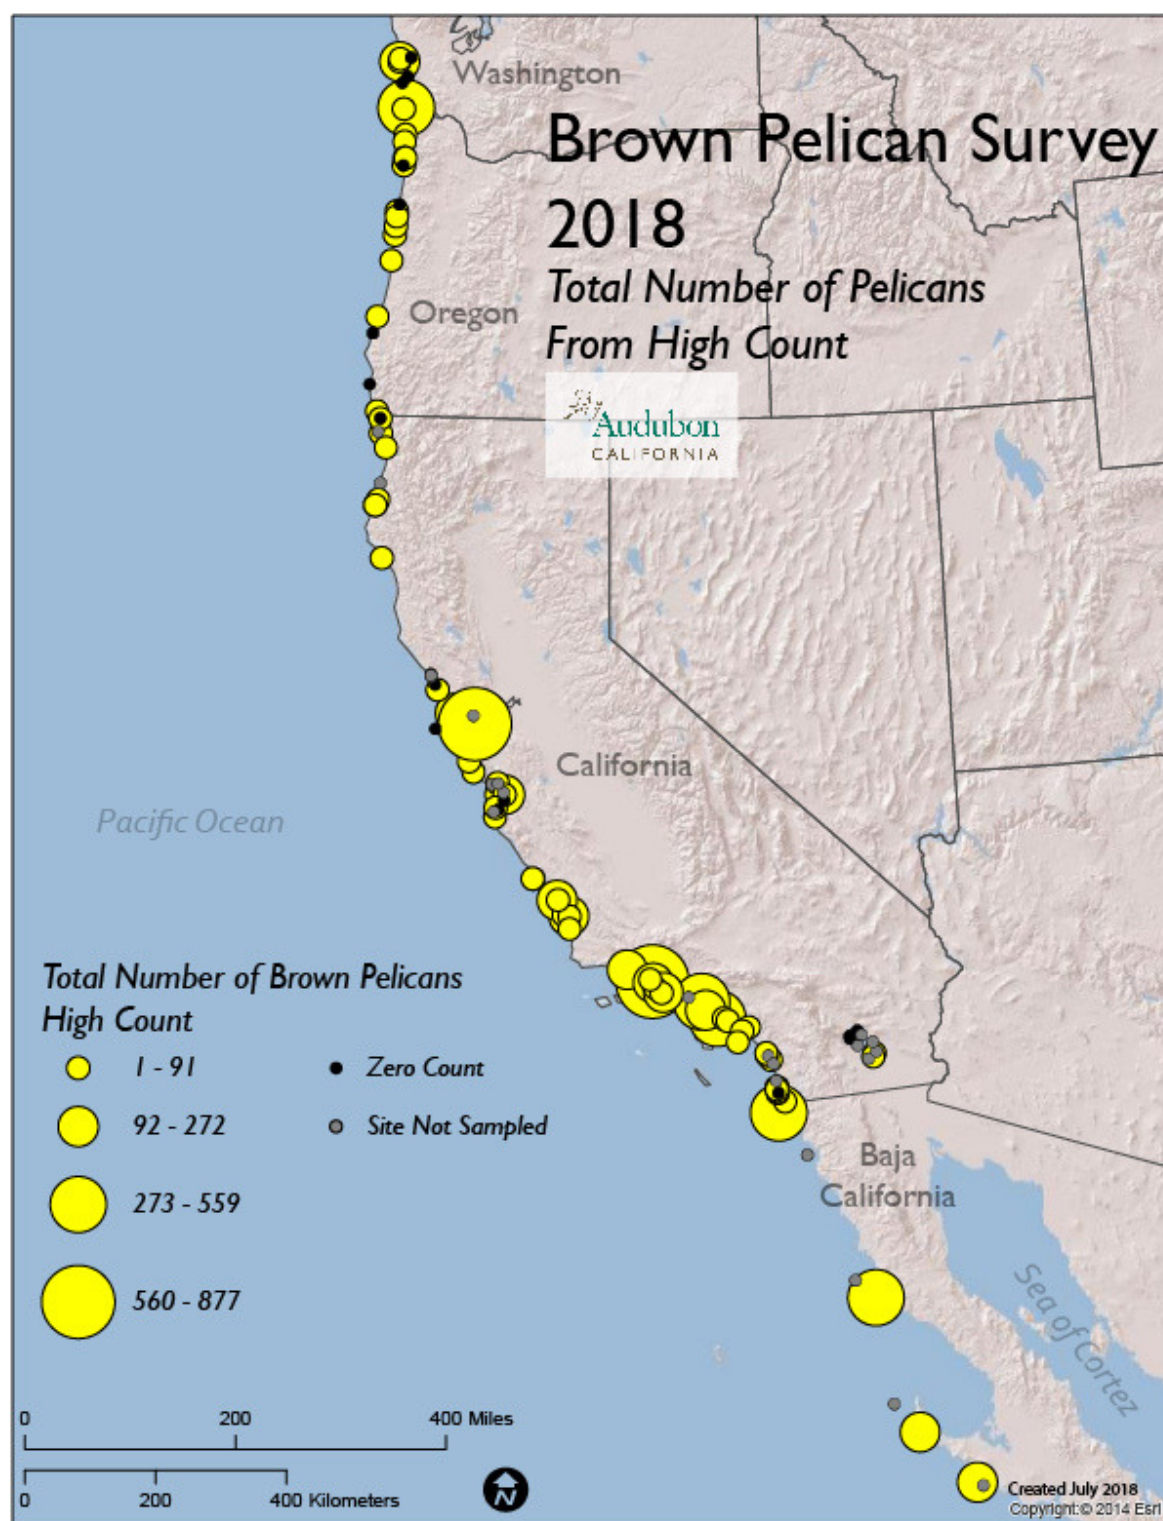 Washington
Brown Pelican Survey
2018
Total Number of Pelicans
From High Count
Oregon
Audubon
CALIFORNIA
California
Pacific Ocean
Total Number of Brown Pelicans
High Count
1 - 91
Zero Count
92 - 272
Site Not Sampled
273 - 559
560 - 877
Baja
California
Sea of Cortez
0 200 400 Miles
0 200 400 Kilometers
N
Created July 2018
Copyright:© 2014 Esri